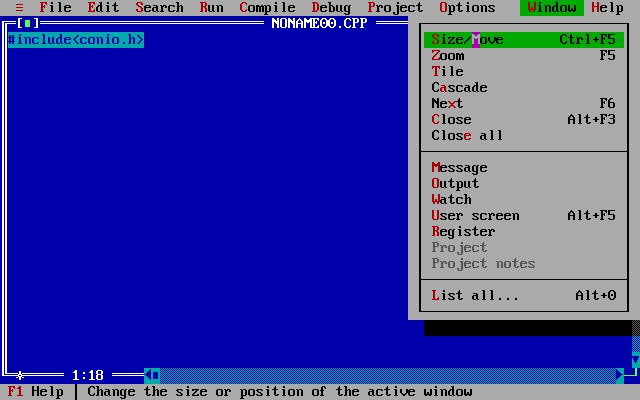 ≡ File Edit Search Run Compile Debug Project Options Window Help
[■] NONAME00.CPP
#include<conio.h>
Size/Move Ctrl+F5
Zoom F5
Tile
Cascade
Next F6
Close Alt+F3
Close all
Message
Output
Watch
User screen Alt+F5
Register
Project
Project notes
List all... Alt+0
1:18
F1 Help | Change the size or position of the active window